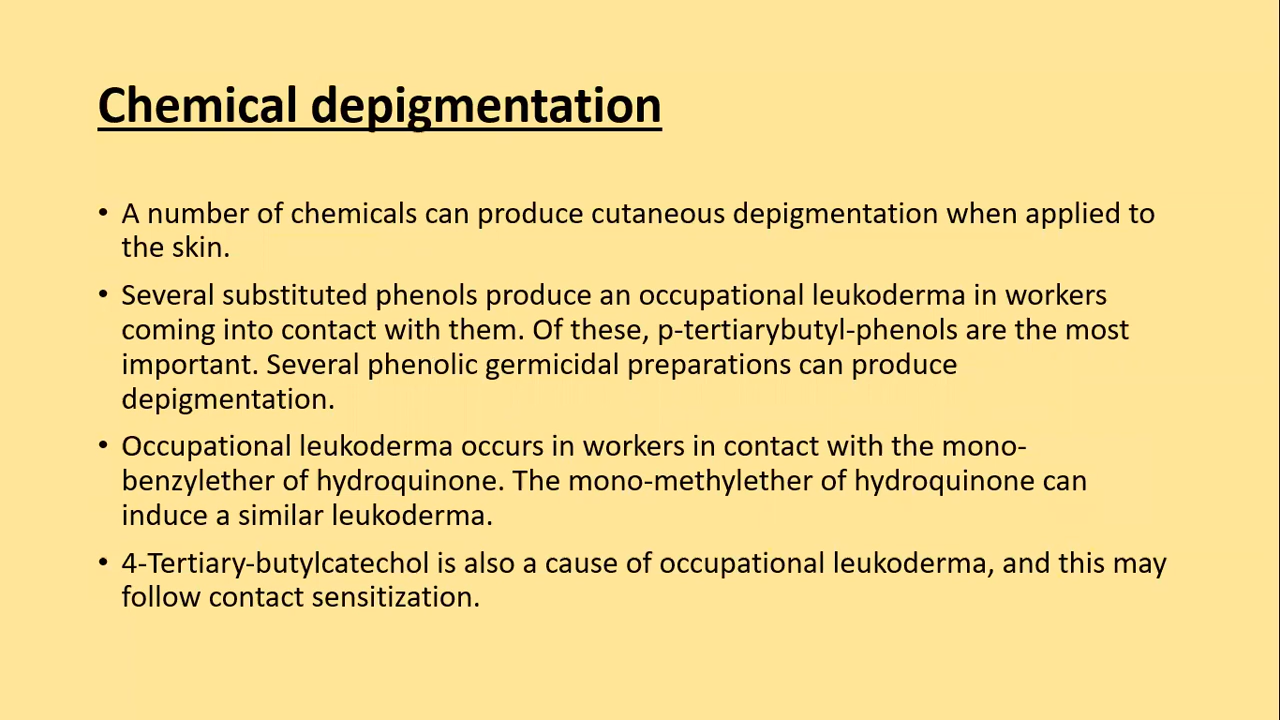 Chemical depigmentation
• A number of chemicals can produce cutaneous depigmentation when applied to
the skin.
• Several substituted phenols produce an occupational leukoderma in workers
coming into contact with them. Of these, p-tertiarybutyl-phenols are the most
important. Several phenolic germicidal preparations can produce
depigmentation.
• Occupational leukoderma occurs in workers in contact with the mono-
benzylether of hydroquinone. The mono-methylether of hydroquinone can
induce a similar leukoderma.
• 4-Tertiary-butylcatechol is also a cause of occupational leukoderma, and this may
follow contact sensitization.